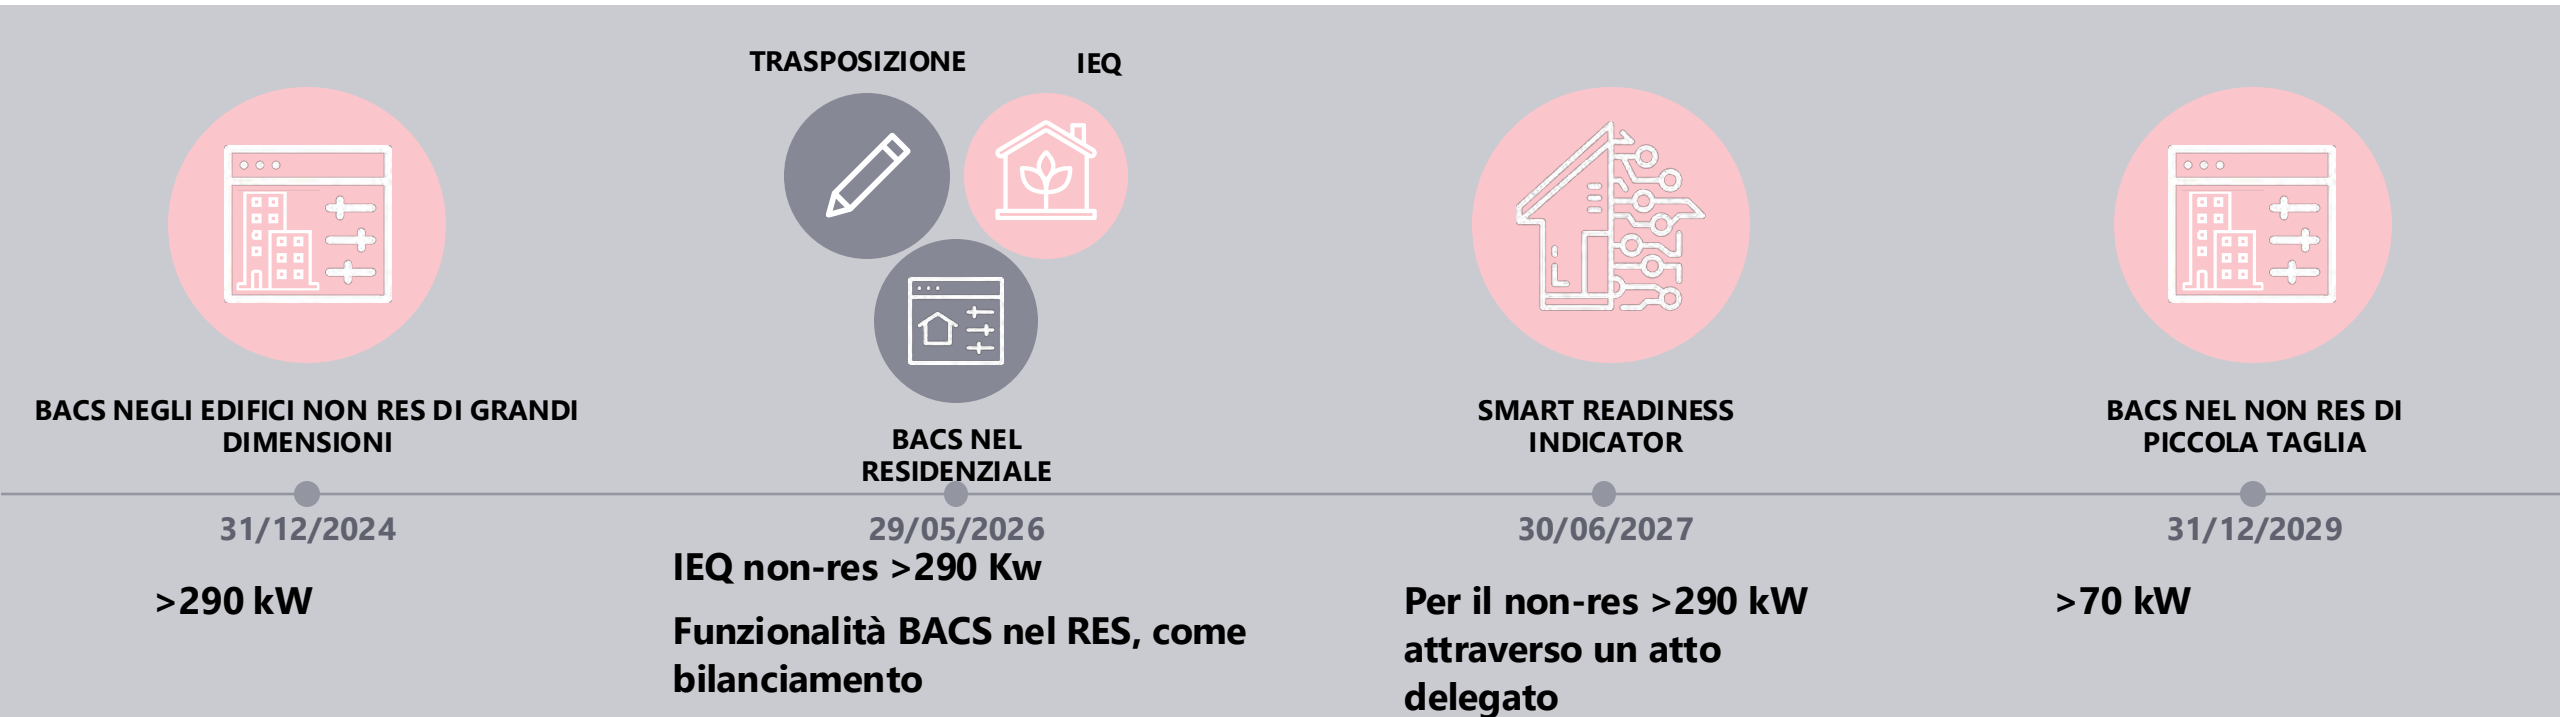 BACS NEGLI EDIFICI NON RES DI GRANDI
DIMENSIONI
31/12/2024
>290 kW
TRASPOSIZIONE
IEQ
BACS NEL
RESIDENZIALE
29/05/2026
IEQ non-res >290 Kw
Funzionalità BACS nel RES, come
bilanciamento
SMART READINESS
INDICATOR
30/06/2027
Per il non-res >290 kW
attraverso un atto
delegato
BACS NEL NON RES DI
PICCOLA TAGLIA
31/12/2029
>70 kW